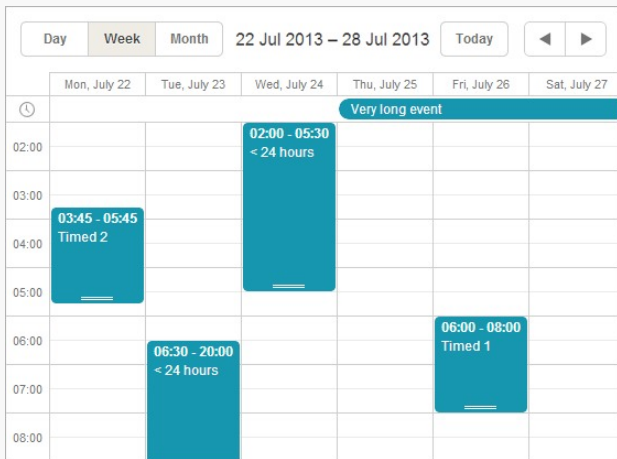 Day Week Month 22 Jul 2013 – 28 Jul 2013 Today
Mon, July 22 Tue, July 23 Wed, July 24 Thu, July 25 Fri, July 26 Sat, July 27
Very long event
02:00
03:00
04:00
05:00
06:00
07:00
08:00
03:45 - 05:45
Timed 2
06:30 - 20:00
< 24 hours
02:00 - 05:30
< 24 hours
06:00 - 08:00
Timed 1